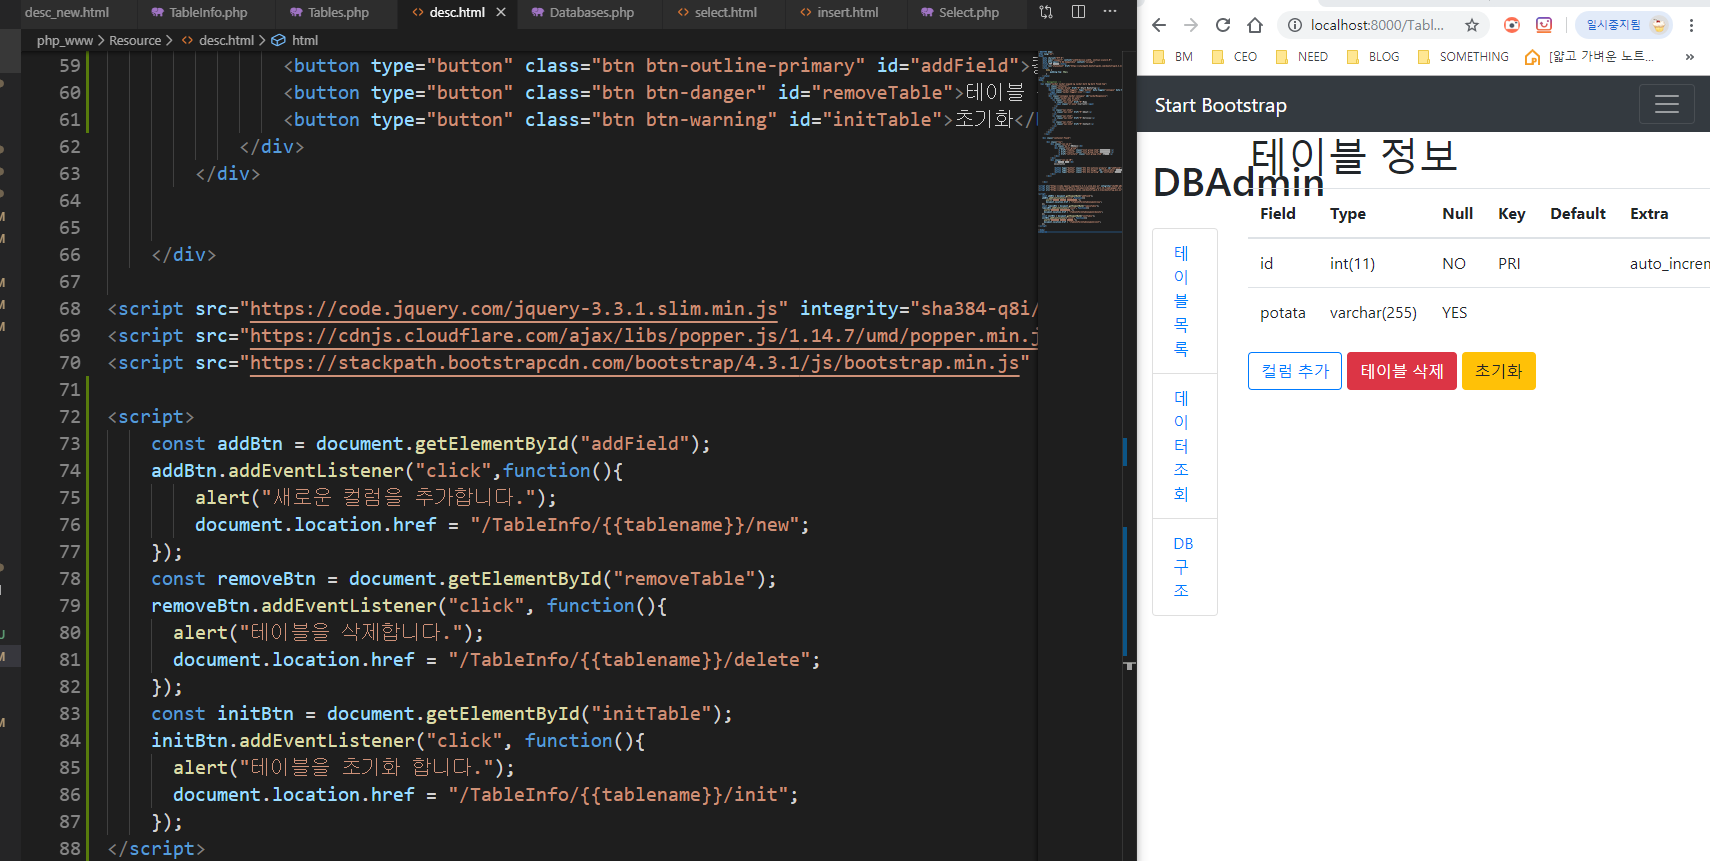 desc_new.html TableInfo.php Tables.php desc.html Databases.php select.html insert.html Select.php
php_www > Resource > desc.html > html
59 <button type="button" class="btn btn-outline-primary" id="addField">
60 <button type="button" class="btn btn-danger" id="removeTable">테이블
61 <button type="button" class="btn btn-warning" id="initTable">초기화</
62 </div>
63 </div>
64
65
66 </div>
67
68 <script src="https://code.jquery.com/jquery-3.3.1.slim.min.js" integrity="sha384-q8i/
69 <script src="https://cdnjs.cloudflare.com/ajax/libs/popper.js/1.14.7/umd/popper.min.j
70 <script src="https://stackpath.bootstrapcdn.com/bootstrap/4.3.1/js/bootstrap.min.js"
71
72 <script>
73 const addBtn = document.getElementById("addField");
74 addBtn.addEventListener("click",function(){
75 alert("새로운 컬럼을 추가합니다.");
76 document.location.href = "/TableInfo/{{tablename}}/new";
77 });
78 const removeBtn = document.getElementById("removeTable");
79 removeBtn.addEventListener("click", function(){
80 alert("테이블을 삭제합니다.");
81 document.location.href = "/TableInfo/{{tablename}}/delete";
82 });
83 const initBtn = document.getElementById("initTable");
84 initBtn.addEventListener("click", function(){
85 alert("테이블을 초기화 합니다.");
86 document.location.href = "/TableInfo/{{tablename}}/init";
87 });
88 </script>
localhost:8000/Tabl... 일시중지됨
BM CEO NEED BLOG SOMETHING [얇고 가벼운 노트... »
Start Bootstrap
테이블 정보
DBAdmin
테
이
블
목
록
데
이
터
조
회
DB
구
조
Field Type Null Key Default Extra
id int(11) NO PRI auto_increm
potata varchar(255) YES
컬럼 추가 테이블 삭제 초기화